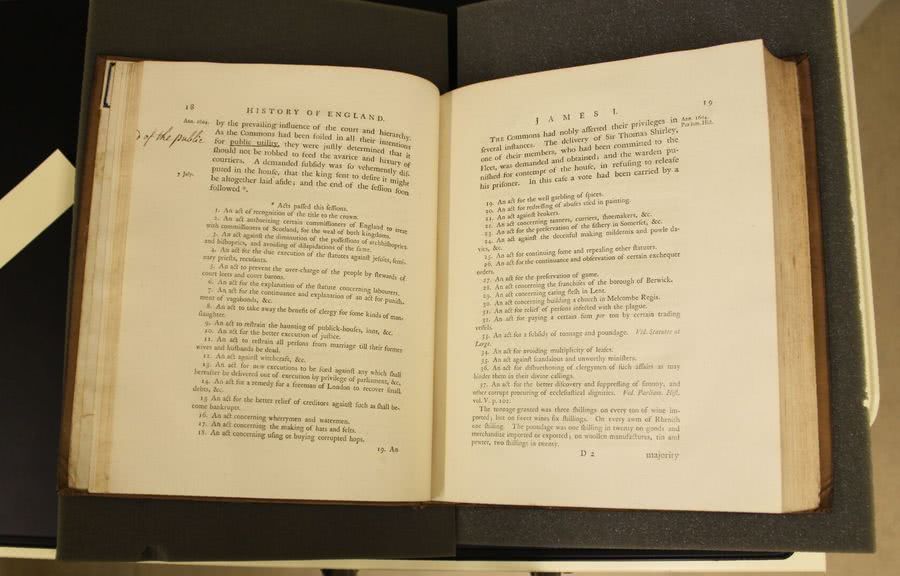 18
HISTORY OF ENGLAND.
Ann. 1604.
by the prevailing influence of the court and hierarchy.
of the public
As the Commons had been foiled in all their intentions
for public utility, they were justly determined that it
should not be robbed to feed the avarice and luxury of
courtiers. A demanded subsidy was so vehemently dis-
7 July.
puted in the house, that the king sent to desire it might
be altogether laid aside; and the end of the session soon
followed *.
* Acts passed this sessions.
1. An act of recognition of the title to the crown.
2. An act authorizing certain commissioners of England to treat
with commissioners of Scotland, for the weal of both kingdoms.
3. An act against the diminution of the possessions of archbishoprics
and bishoprics, and avoiding of dilapidations of the same.
4. An act for the due execution of the statutes against jesuits, semi-
nary priests, recusants.
5. An act to prevent the over-charge of the people by stewards of
court leets and court barons.
6. An act for the explanation of the statute concerning labourers.
7. An act for the continuance and explanation of an act for punish-
ment of vagabonds, &c.
8. An act to take away the benefit of clergy for some kinds of man-
slaughter.
9. An act to restrain the haunting of publick-houses, inns, &c.
10. An act for the better execution of justice.
11. An act to restrain all persons from marriage till their former
wives and husbands be dead.
12. An act against witchcraft, &c.
13. An act for new executions to be sued against any which shall
hereafter be delivered out of execution by privilege of parliament, &c.
14. An act for a remedy for a freeman of London to recover small
debts, &c.
15 An act for the better relief of creditors against such as shall be-
come bankrupts.
16. An act concerning wherrymen and watermen.
17. An act concerning the making of hats and felts.
18. An act concerning using or buying corrupted hops.
19. An
JAMES I.
19
THE Commons had nobly asserted their privileges in
Ann. 1604.
Parliam. Hist.
several instances. The delivery of Sir Thomas Shirley,
one of their members, who had been committed to the
Fleet, was demanded and obtained; and the warden pu-
nished for contempt of the house, in refusing to release
his prisoner. In this case a vote had been carried by a
19. An act for the well garbling of spices.
20. An act for redressing of abuses used in painting.
21. An act against brokers.
22. An act concerning tanners, curriers, shoemakers, &c.
23. An act for the preservation of the fishery in Somerset, &c.
24. An act against the deceitful making mildernix and powle da-
vies, &c.
25. An act for continuing some and repealing other statutes.
26. An act for the continuance and observation of certain exchequer
orders.
27. An act for the preservation of game.
28. An act concerning the franchises of the borough of Berwick.
29. An act concerning eating flesh in Lent.
30. An act concerning building a church in Melcombe Regis.
31. An act for relief of persons infected with the plague.
32. An act for paying a certain sum per ton by certain trading
vessels.
33. An act for a subsidy of tonnage and poundage. Vid. Statutes at
Large.
34. An act for avoiding multiplicity of leases.
35. An act against scandalous and unworthy ministers.
36. An act for disburthening of clergymen of such affairs as may
hinder them in their divine callings.
37. An act for the better discovery and suppressing of simony, and
other corrupt procuring of ecclesiastical dignities. Vid. Parliam. Hist.
vol. V. p. 102.
The tonnage granted was three shillings on every ton of wine im-
ported; but on sweet wines six shillings. On every awm of Rhenish
one shilling. The poundage was one shilling in twenty on goods and
merchandise imported or exported; on woollen manufactures, tin and
pewter, two shillings in twenty.
D 2
majority